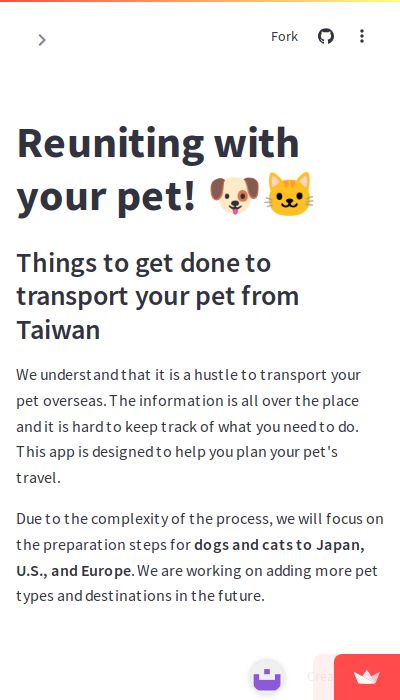 Fork
Reuniting with
your pet! 🐶🐱
Things to get done to
transport your pet from
Taiwan
We understand that it is a hustle to transport your
pet overseas. The information is all over the place
and it is hard to keep track of what you need to do.
This app is designed to help you plan your pet's
travel.
Due to the complexity of the process, we will focus on
the preparation steps for dogs and cats to Japan,
U.S., and Europe. We are working on adding more pet
types and destinations in the future.